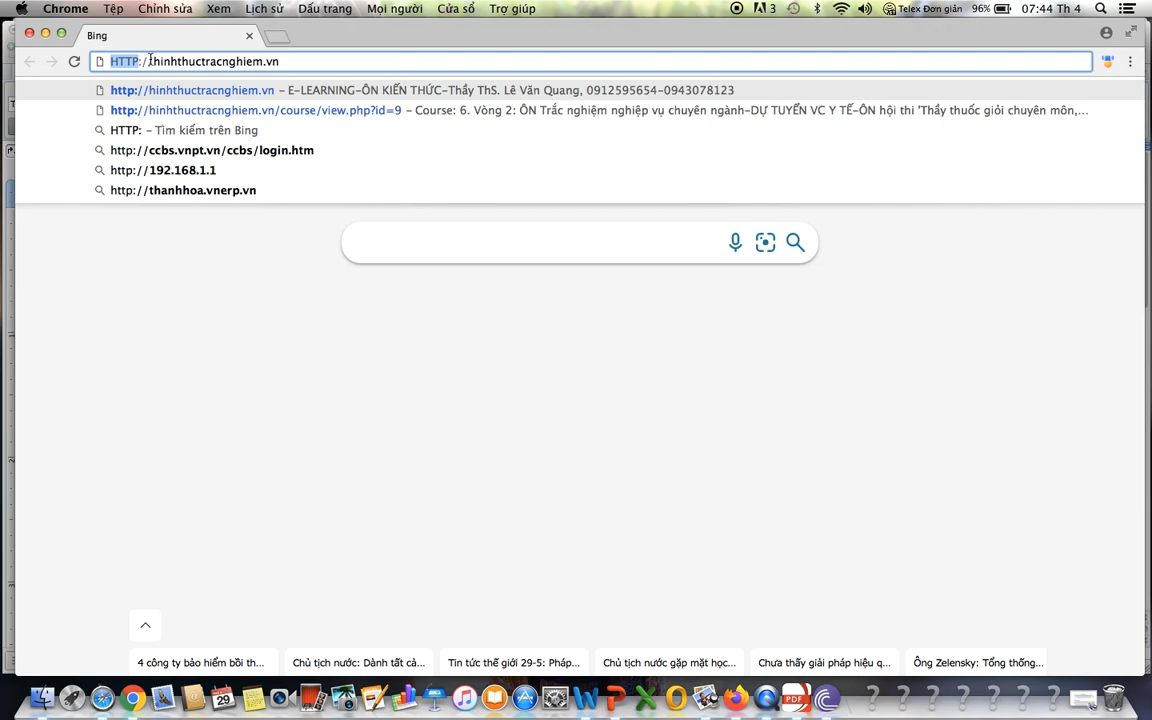 Chrome Tệp Chỉnh sửa Xem Lịch sử Dấu trang Mọi người Cửa sổ Trợ giúp 3 Telex Đơn giản 96% 07:44 Th 4
Bing
HTTP://hinhthuctracnghiem.vn
http://hinhthuctracnghiem.vn – E-LEARNING-ÔN KIẾN THỨC-Thầy ThS. Lê Văn Quang, 0912595654-0943078123
http://hinhthuctracnghiem.vn/course/view.php?id=9 – Course: 6. Vòng 2: ÔN Trắc nghiệm nghiệp vụ chuyên ngành-DỰ TUYỂN VC Y TẾ-ÔN hội thi 'Thầy thuốc giỏi chuyên môn,...
HTTP: – Tìm kiếm trên Bing
http://ccbs.vnpt.vn/ccbs/login.htm
http://192.168.1.1
http://thanhhoa.vnerp.vn
4 công ty bảo hiểm bồi th... Chủ tịch nước: Dành tất cả... Tin tức thế giới 29-5: Pháp... Chủ tịch nước gặp mặt học... Chưa thấy giải pháp hiệu q... Ông Zelensky: Tổng thống...
29
PDF